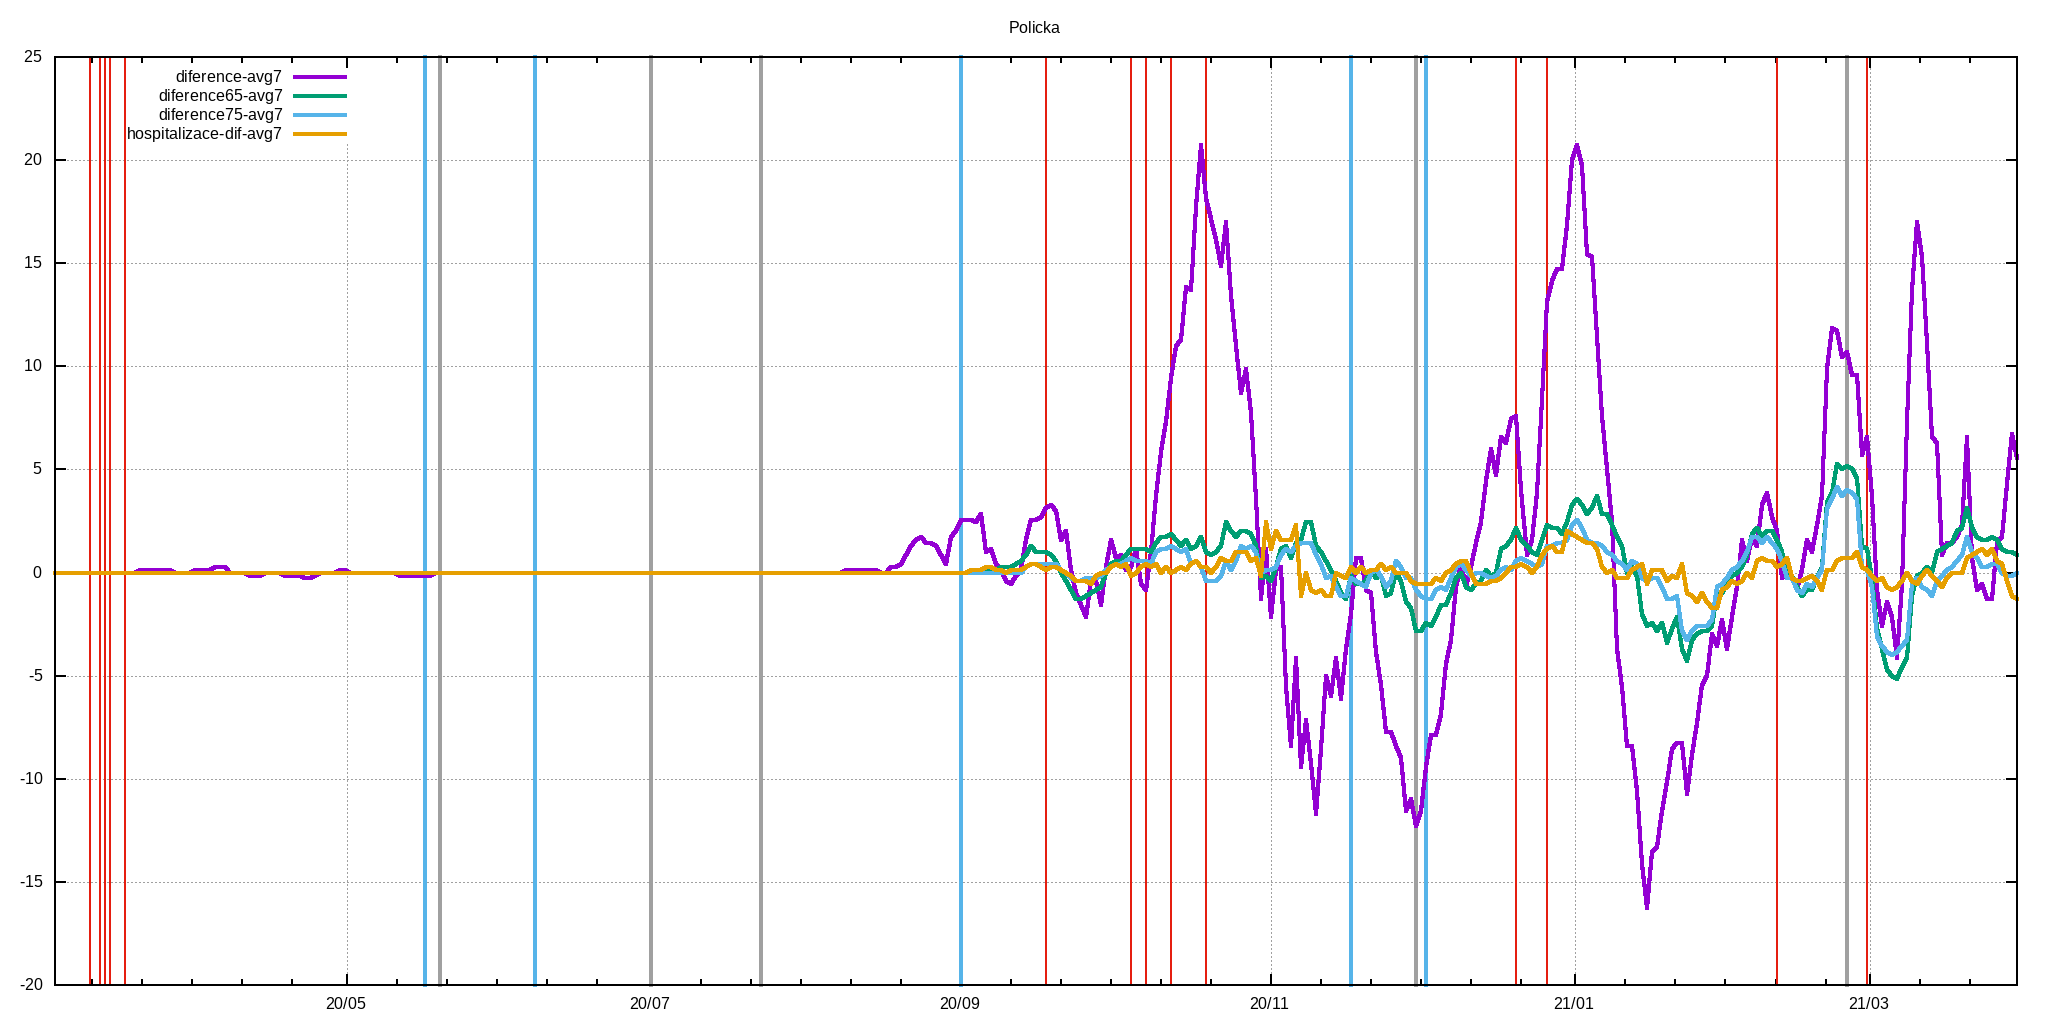 Policka
25
diference-avg7
diference65-avg7
diference75-avg7
hospitalizace-dif-avg7
20
15
10
5
0
-5
-10
-15
-20
20/05 20/07 20/09 20/11 21/01 21/03